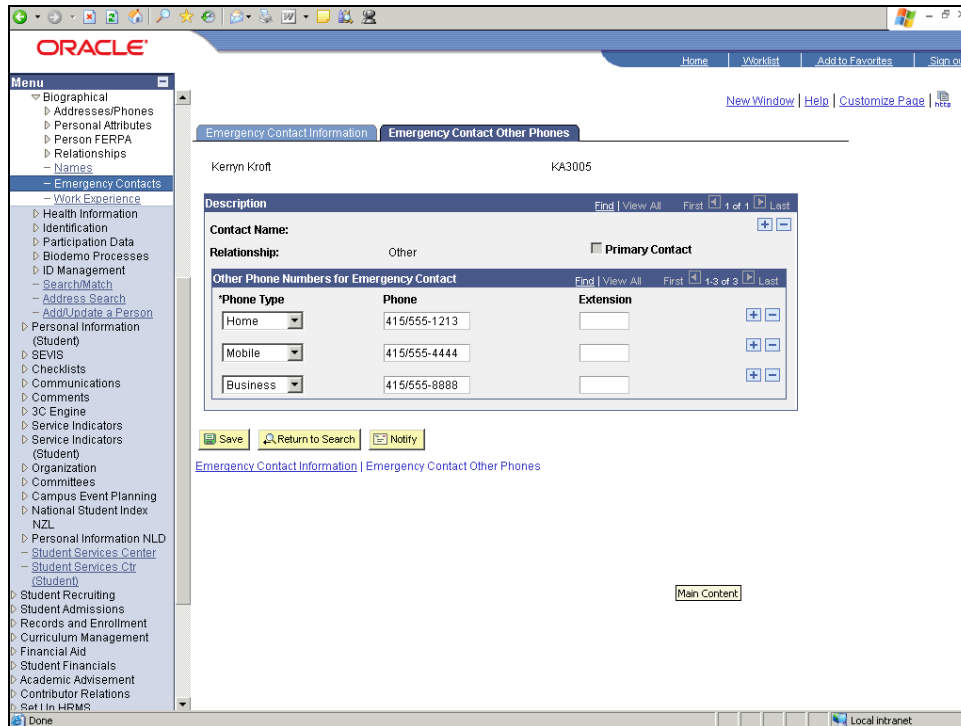 ORACLE
Home | Worklist | Add to Favorites | Sign ou
Menu
Biographical
Addresses/Phones
Personal Attributes
Person FERPA
Relationships
Names
Emergency Contacts
Work Experience
Health Information
Identification
Participation Data
Biodemo Processes
ID Management
Search/Match
Address Search
Add/Update a Person
Personal Information
(Student)
SEVIS
Checklists
Communications
Comments
3C Engine
Service Indicators
Service Indicators
(Student)
Organization
Committees
Campus Event Planning
National Student Index
NZL
Personal Information NLD
Student Services Center
Student Services Ctr
(Student)
Student Recruiting
Student Admissions
Records and Enrollment
Curriculum Management
Financial Aid
Student Financials
Academic Advisement
Contributor Relations
Set Up HRMS
New Window | Help | Customize Page | http
Emergency Contact Information | Emergency Contact Other Phones
Kerryn Kroft KA3005
Description Find | View All First 1 of 1 Last
Contact Name:
Relationship: Other Primary Contact
Other Phone Numbers for Emergency Contact Find | View All First 1-3 of 3 Last
*Phone Type Phone Extension
Home 415/555-1213
Mobile 415/555-4444
Business 415/555-8888
Save Return to Search Notify
Emergency Contact Information | Emergency Contact Other Phones
Main Content
Done Local intranet